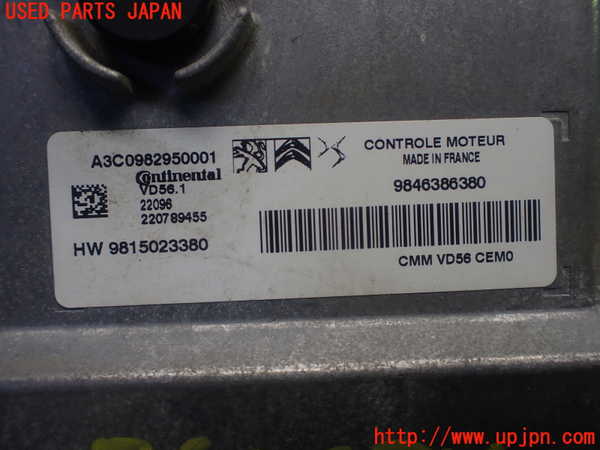 USED PARTS JAPAN
A3C0982950001
Continental
VD56.1
22096
220789455
HW 9815023380
CONTROLE MOTEUR
MADE IN FRANCE
9846386380
CMM VD56 CEM0
http://www.upjpn.com/